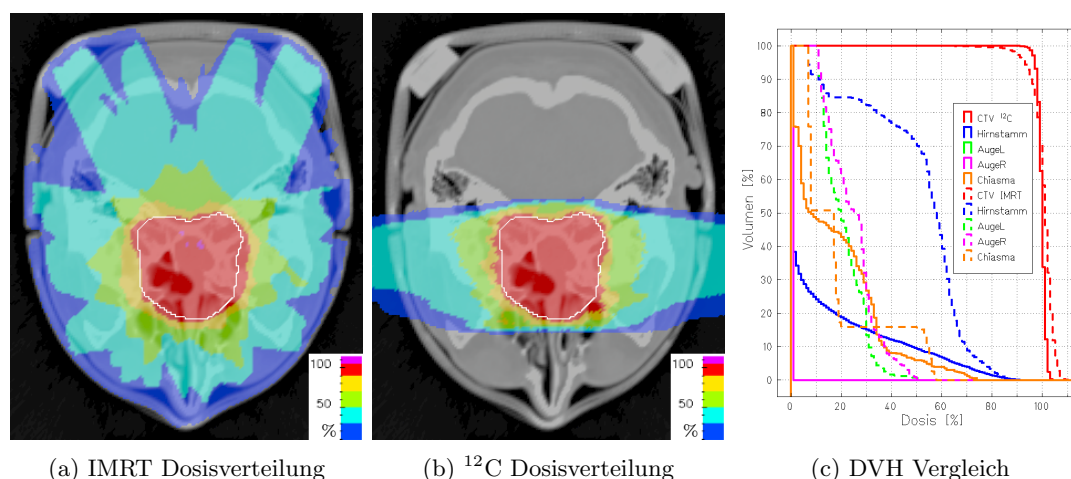 100
50
%
100
50
%
Volumen [%]
100
90
80
70
60
50
40
30
20
10
0
CTV ¹²C
Hirnstamm
AugeL
AugeR
Chiasma
CTV IMRT
Hirnstamm
AugeL
AugeR
Chiasma
0 20 40 60 80 100
Dosis [%]
(a) IMRT Dosisverteilung
(b) ¹²C Dosisverteilung
(c) DVH Vergleich